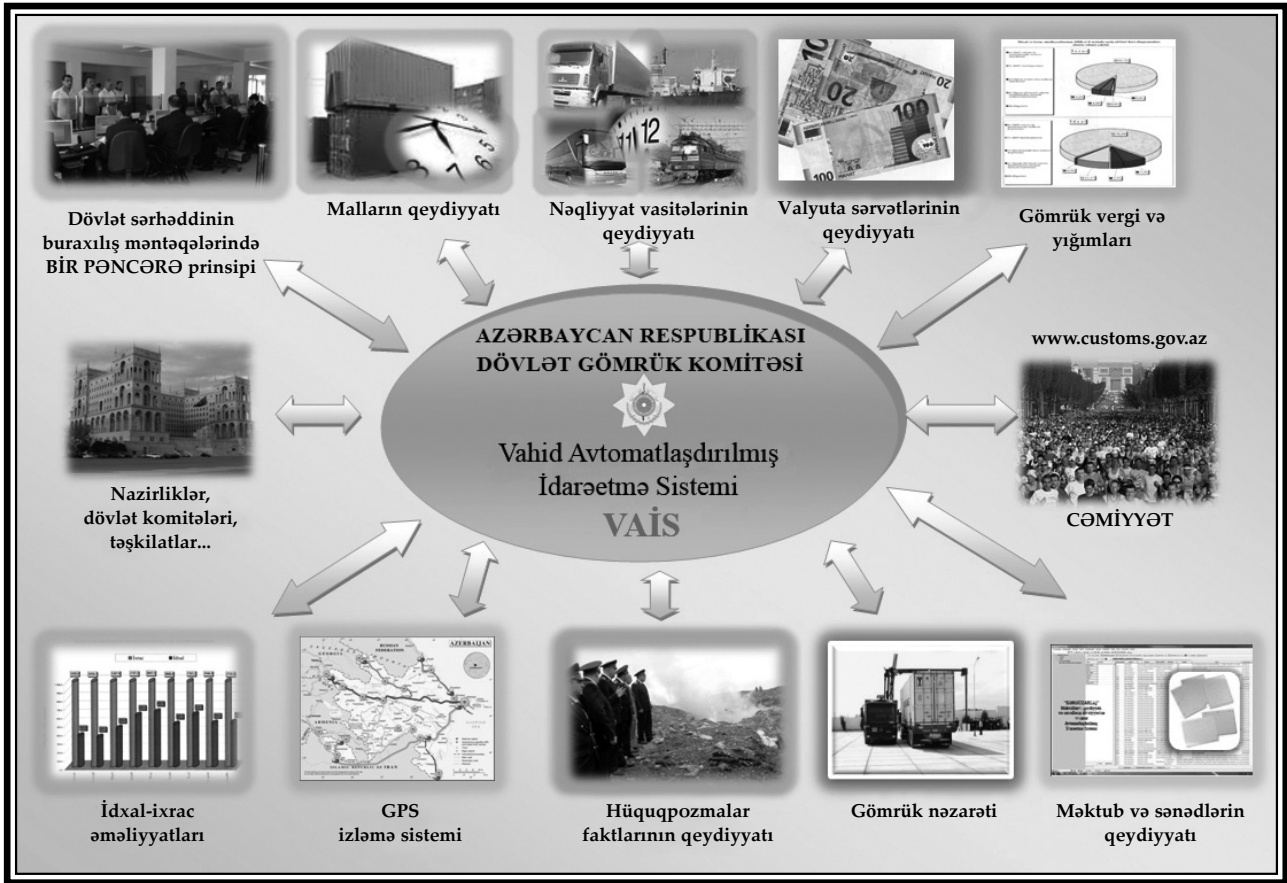 Dövlət sərhəddinin
buraxılış məntəqələrində
BİR PƏNCƏRƏ prinsipi
Malların qeydiyyatı
Nəqliyyat vasitələrinin
qeydiyyatı
Valyuta sərvətlərinin
qeydiyyatı
Gömrük vergi və
yığımları
AZƏRBAYCAN RESPUBLİKASI
DÖVLƏT GÖMRÜK KOMİTƏSİ
Vahid Avtomatlaşdırılmış
İdarəetmə Sistemi
VAİS
Nazirliklər,
dövlət komitələri,
təşkilatlar...
www.customs.gov.az
CƏMİYYƏT
AZERBAIJAN
İdxal-ixrac
əməliyyatları
GPS
izləmə sistemi
Hüquqpozmalar
faktlarının qeydiyyatı
Gömrük nəzarəti
Məktub və sənədlərin
qeydiyyatı